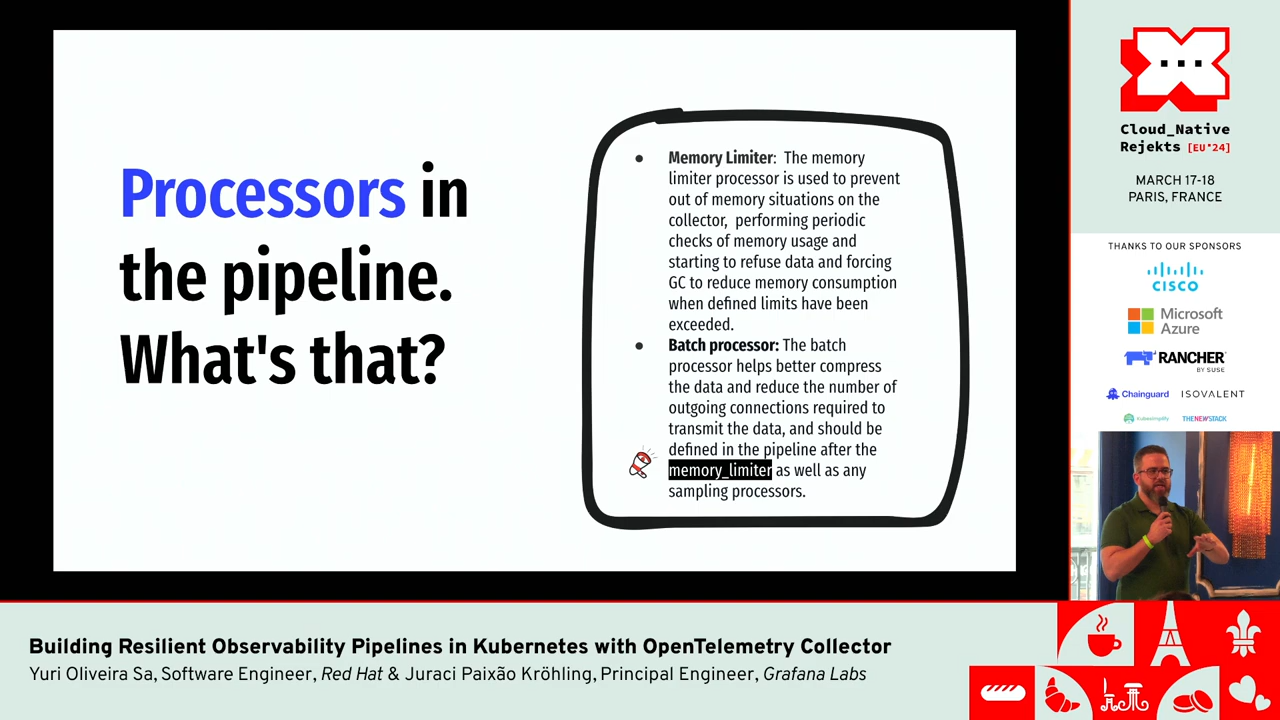 Processors in
the pipeline.
What's that?
Memory Limiter: The memory
limiter processor is used to prevent
out of memory situations on the
collector, performing periodic
checks of memory usage and
starting to refuse data and forcing
GC to reduce memory consumption
when defined limits have been
exceeded.
Batch processor: The batch
processor helps better compress
the data and reduce the number of
outgoing connections required to
transmit the data, and should be
defined in the pipeline after the
memory_limiter as well as any
sampling processors.
Cloud_Native
Rejekts [EU*24]
MARCH 17-18
PARIS, FRANCE
THANKS TO OUR SPONSORS
CISCO
Microsoft
Azure
RANCHER
BY SUSE
Chainguard
ISOVALENT
kubesimplify
THENEWSTACK
Building Resilient Observability Pipelines in Kubernetes with OpenTelemetry Collector
Yuri Oliveira Sa, Software Engineer, Red Hat & Juraci Paixão Kröhling, Principal Engineer, Grafana Labs